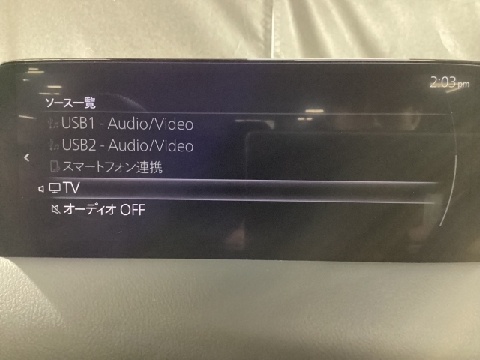 2:03 pm
ソース一覧
USB1 - Audio/Video
USB2 - Audio/Video
スマートフォン連携
TV
オーディオ OFF